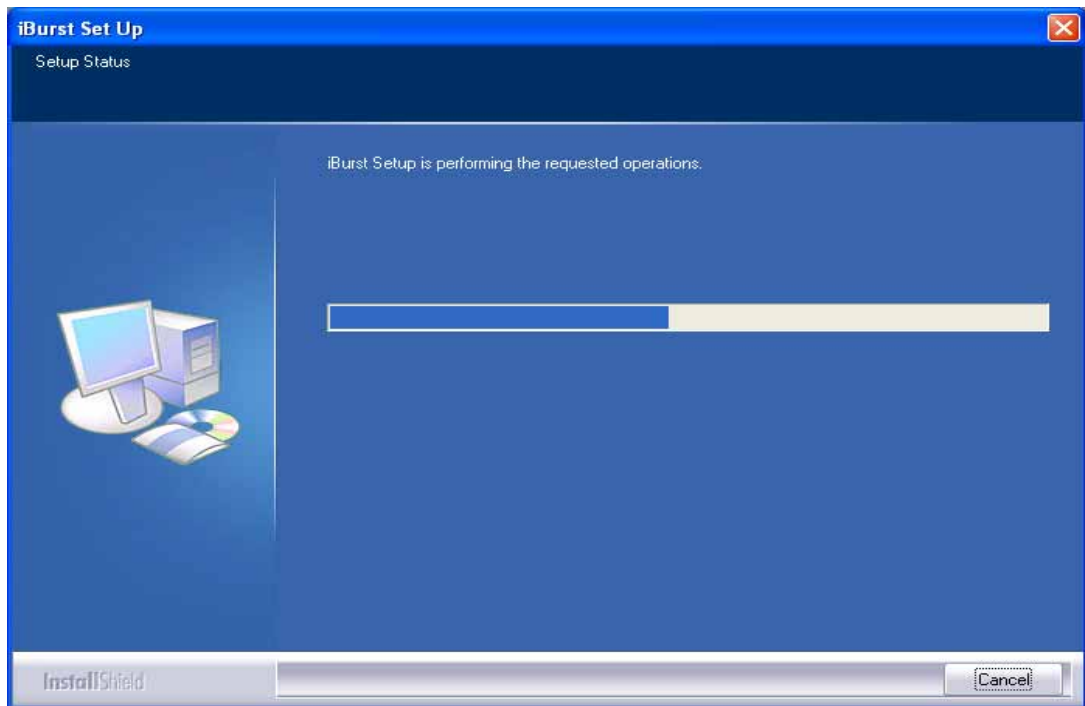 iBurst Set Up
Setup Status
iBurst Setup is performing the requested operations.
InstallShield
Cancel